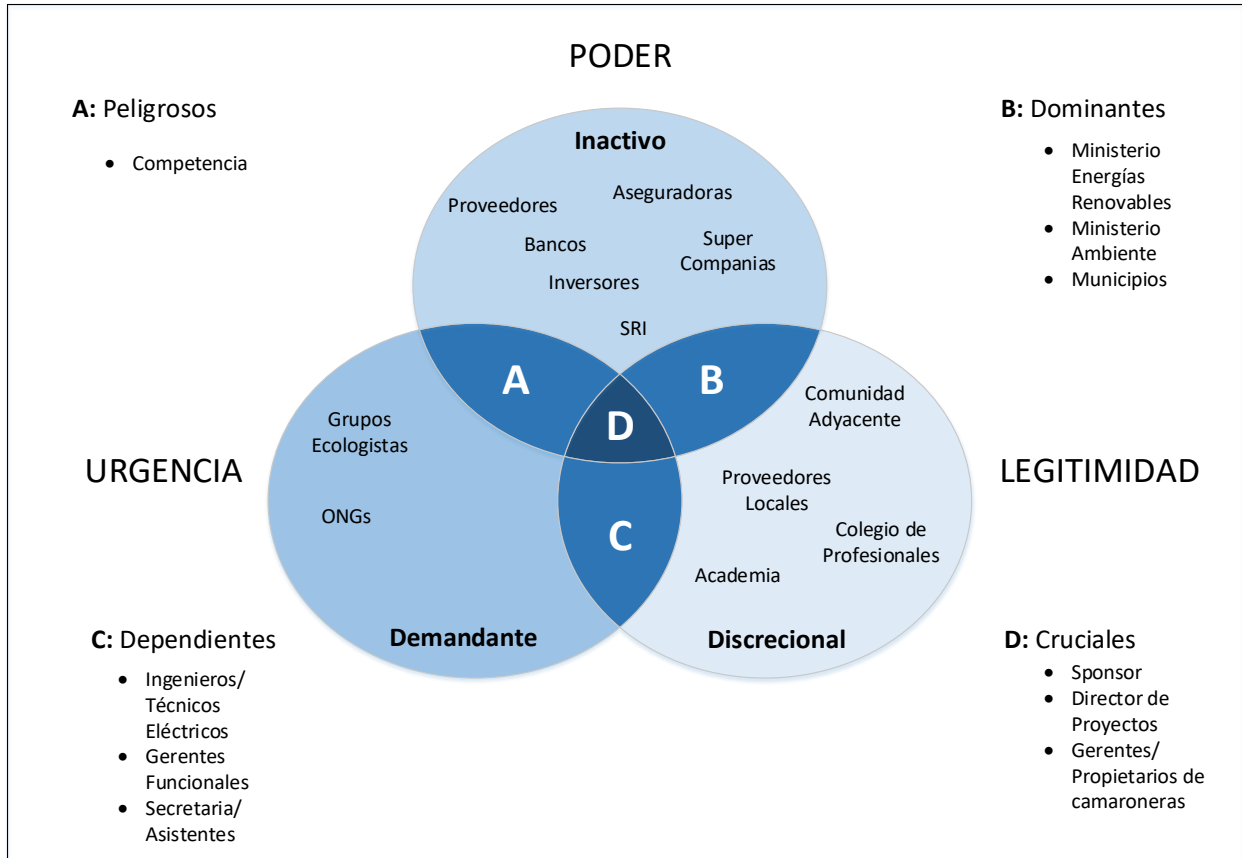 PODER
A: Peligrosos
• Competencia
B: Dominantes
• Ministerio
Energías
Renovables
• Ministerio
Ambiente
• Municipios
Inactivo
Aseguradoras
Proveedores
Bancos
Super
Companias
Inversores
SRI
A
B
D
C
URGENCIA
Grupos
Ecologistas
ONGs
Demandante
LEGITIMIDAD
Comunidad
Adyacente
Proveedores
Locales
Colegio de
Profesionales
Academia
Discrecional
C: Dependientes
• Ingenieros/
Técnicos
Eléctricos
• Gerentes
Funcionales
• Secretaria/
Asistentes
D: Cruciales
• Sponsor
• Director de
Proyectos
• Gerentes/
Propietarios de
camaroneras